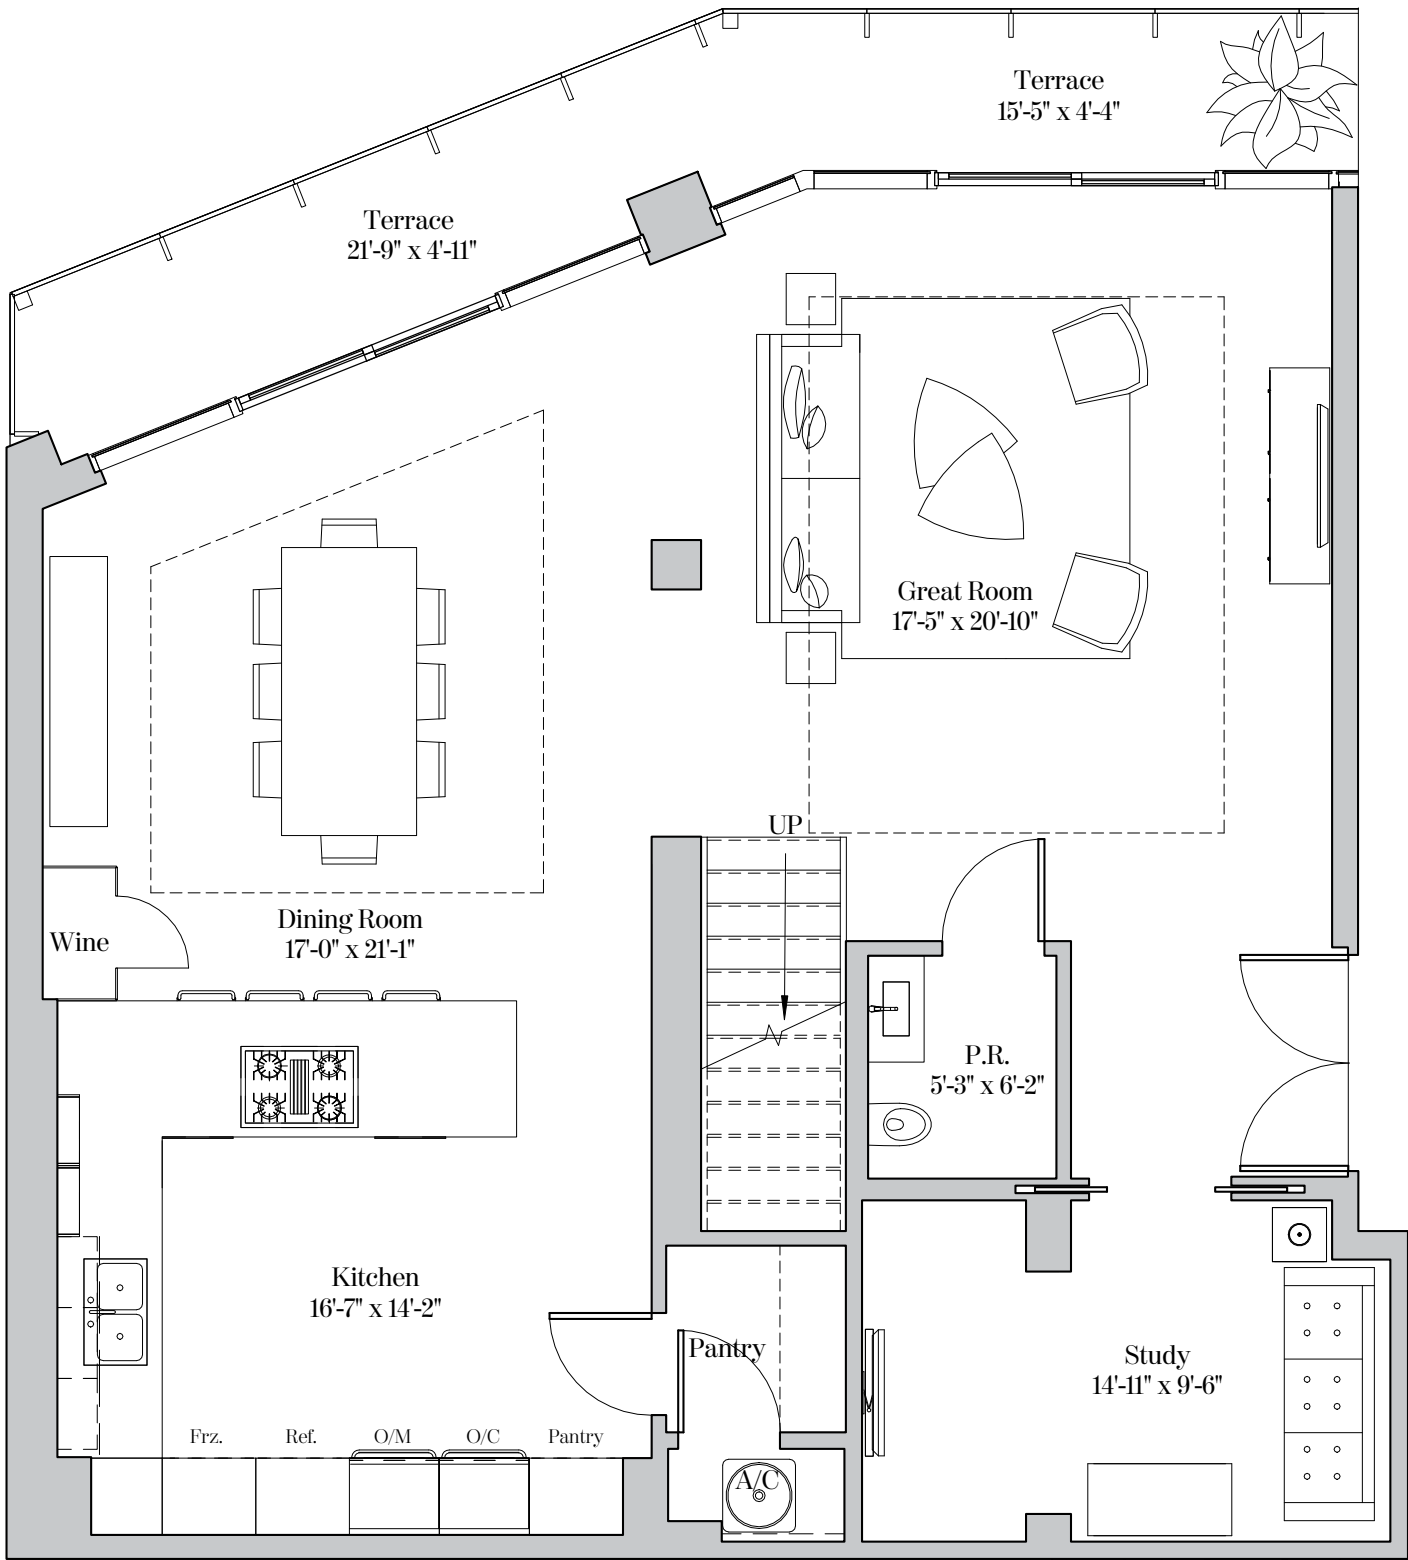 Terrace
15'-5" x 4'-4"
Terrace
21'-9" x 4'-11"
Great Room
17'-5" x 20'-10"
UP
Dining Room
17'-0" x 21'-1"
Wine
P.R.
5'-3" x 6'-2"
Kitchen
16'-7" x 14'-2"
Pantry
Study
14'-11" x 9'-6"
Frz.
Ref.
O/M
O/C
Pantry
A/C